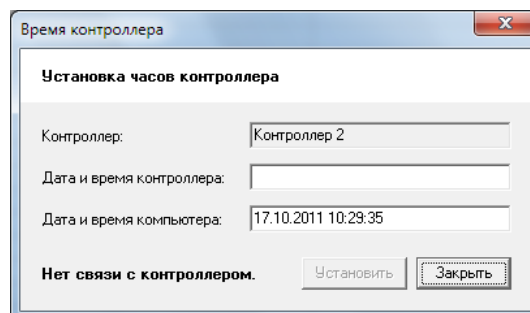 Время контроллера
Установка часов контроллера
Контроллер: Контроллер 2
Дата и время контроллера:
Дата и время компьютера: 17.10.2011 10:29:35
Нет связи с контроллером. Установить Закрыть